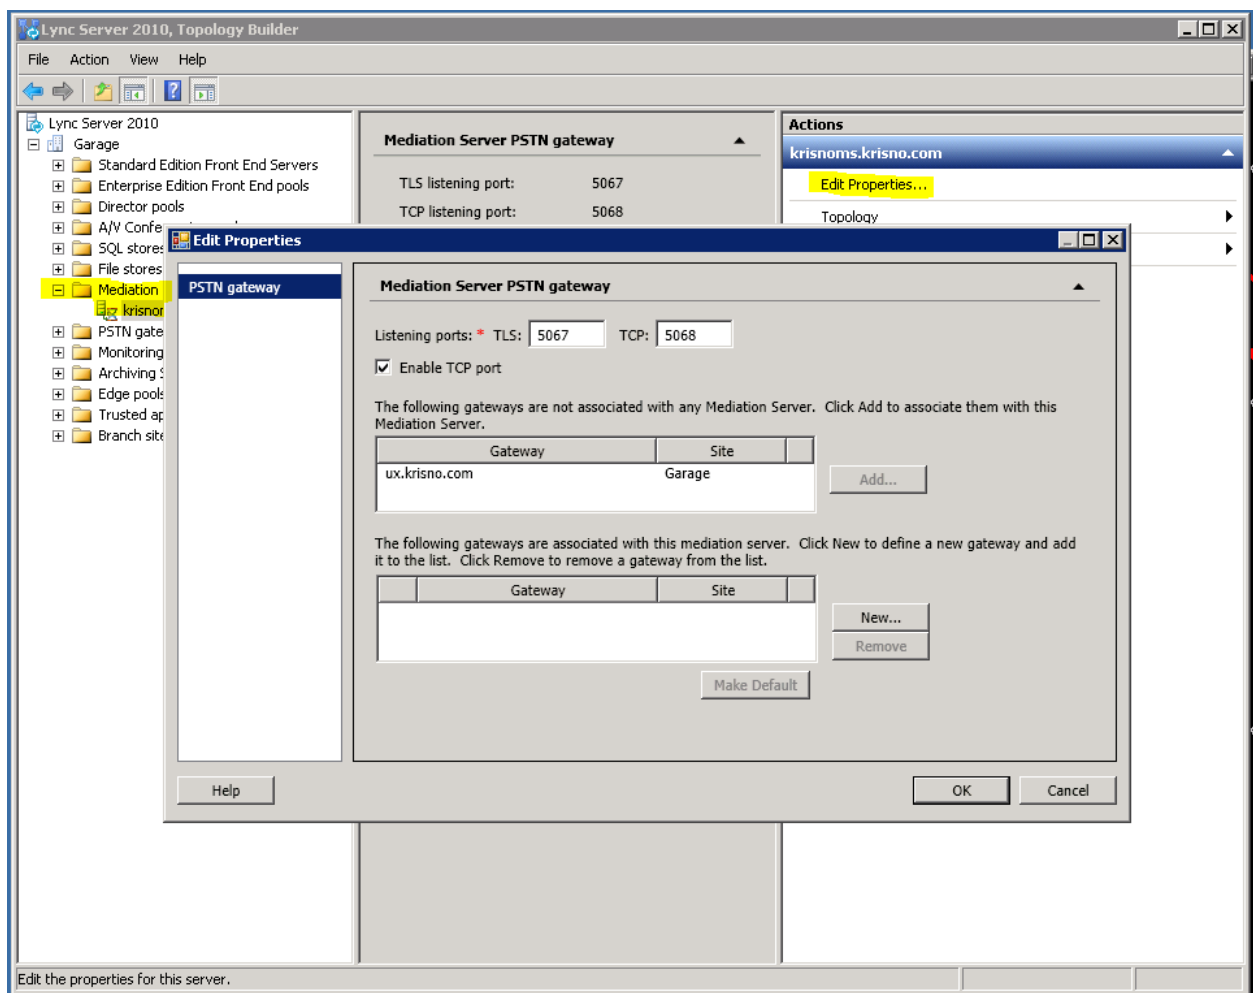 Lync Server 2010, Topology Builder
File Action View Help
Lync Server 2010
Garage
Standard Edition Front End Servers
Enterprise Edition Front End pools
Director pools
A/V Confe
SQL stores
File stores
Mediation
krisnor
PSTN gate
Monitoring
Archiving
Edge pools
Trusted ap
Branch site
Mediation Server PSTN gateway
TLS listening port: 5067
TCP listening port: 5068
Actions
krisnoms.krisno.com
Edit Properties...
Topology
Edit Properties
PSTN gateway
Mediation Server PSTN gateway
Listening ports: * TLS: 5067 TCP: 5068
Enable TCP port
The following gateways are not associated with any Mediation Server. Click Add to associate them with this
Mediation Server.
Gateway Site
ux.krisno.com Garage
Add...
The following gateways are associated with this mediation server. Click New to define a new gateway and add
it to the list. Click Remove to remove a gateway from the list.
Gateway Site
New...
Remove
Make Default
Help
OK Cancel
Edit the properties for this server.